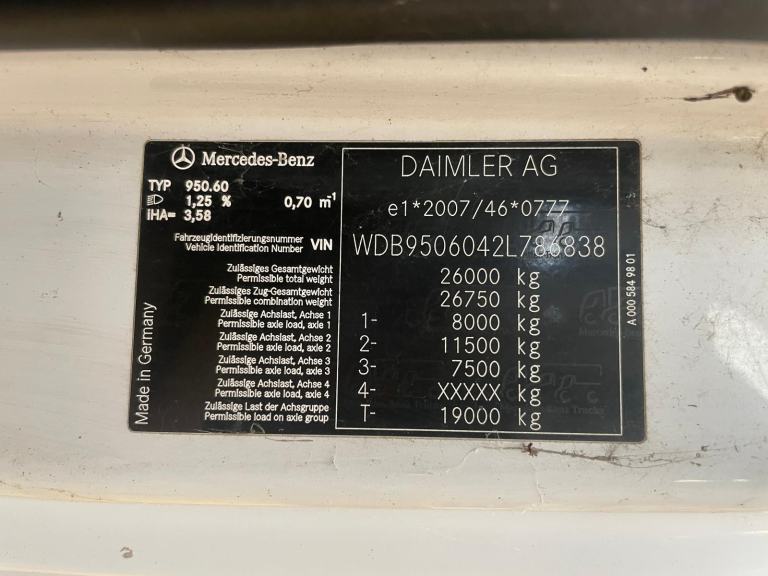 Mercedes-Benz
TYP 950.60
1,25 % 0,70 m⁻¹
iHA= 3,58
DAIMLER AG
e1*2007/46*0777
Fahrzeugidentifizierungsnummer
Vehicle Identification Number VIN WDB9506042L786838
Zulässiges Gesamtgewicht
Permissible total weight 26000 kg
Zulässiges Zug-Gesamtgewicht
Permissible combination weight 26750 kg
Zulässige Achslast, Achse 1
Permissible axle load, axle 1 1- 8000 kg
Zulässige Achslast, Achse 2
Permissible axle load, axle 2 2- 11500 kg
Zulässige Achslast, Achse 3
Permissible axle load, axle 3 3- 7500 kg
Zulässige Achslast, Achse 4
Permissible axle load, axle 4 4- XXXXX kg
Zulässige Last der Achsgruppe
Permissible load on axle group T- 19000 kg
Made in Germany
A 000 584 98 01